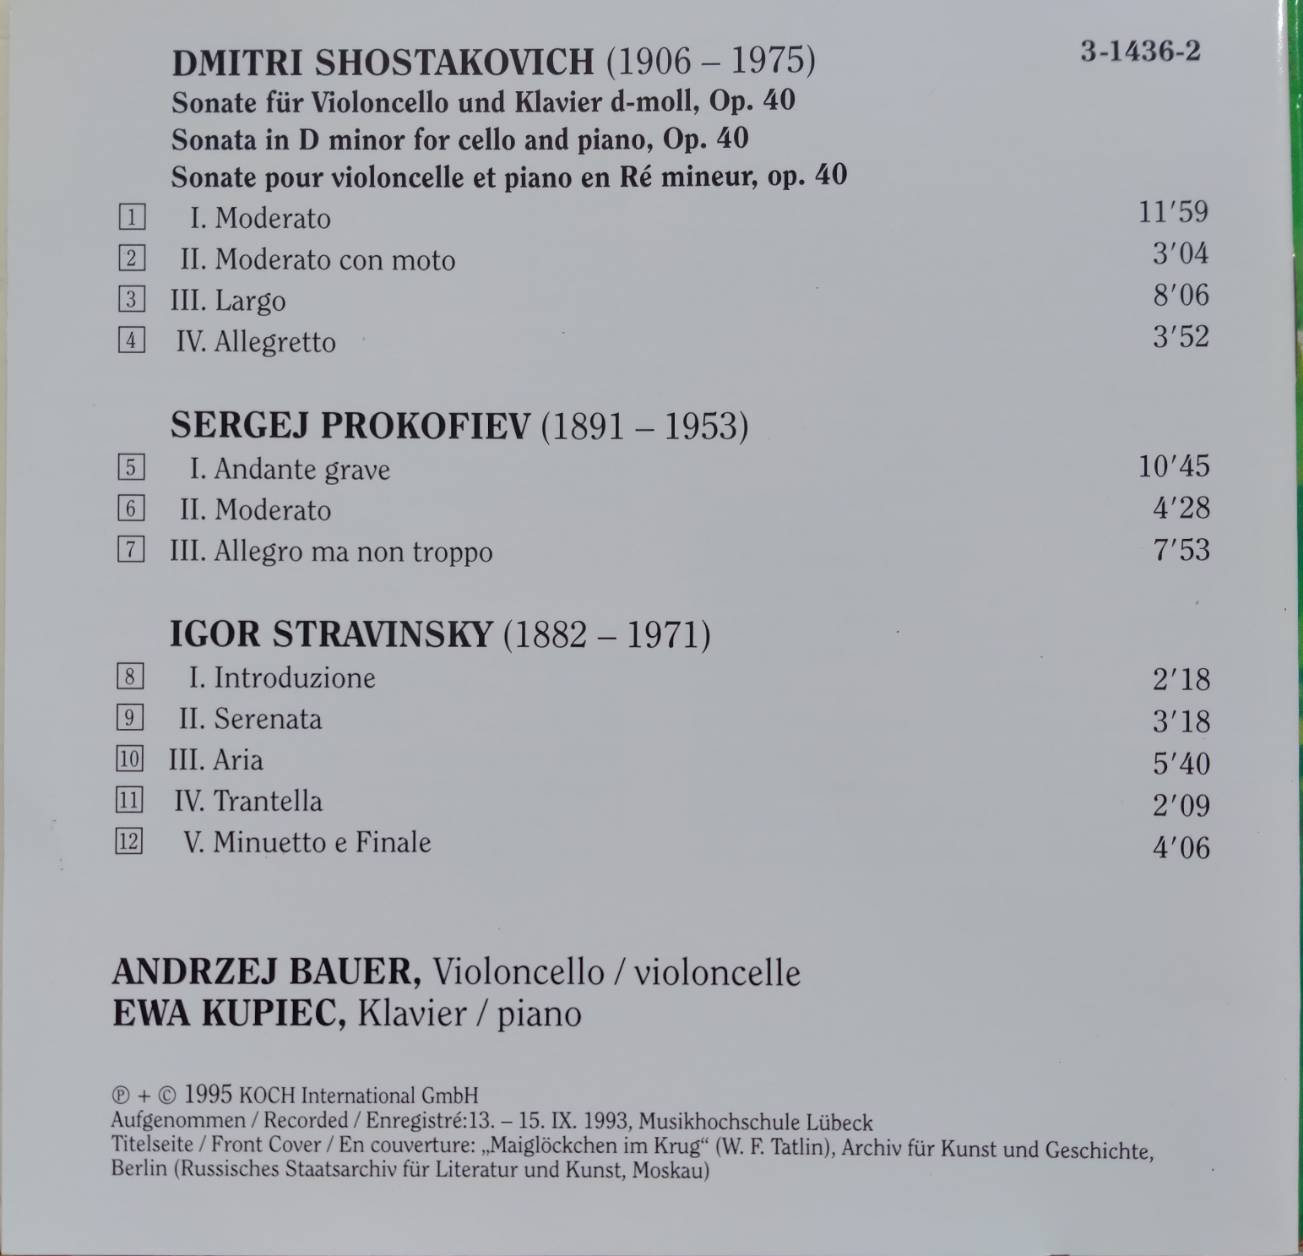 DMITRI SHOSTAKOVICH (1906 – 1975) 3-1436-2
Sonate für Violoncello und Klavier d-moll, Op. 40
Sonata in D minor for cello and piano, Op. 40
Sonate pour violoncelle et piano en Ré mineur, op. 40
1 I. Moderato 11'59
2 II. Moderato con moto 3'04
3 III. Largo 8'06
4 IV. Allegretto 3'52
SERGEJ PROKOFIEV (1891 – 1953)
5 I. Andante grave 10'45
6 II. Moderato 4'28
7 III. Allegro ma non troppo 7'53
IGOR STRAVINSKY (1882 – 1971)
8 I. Introduzione 2'18
9 II. Serenata 3'18
10 III. Aria 5'40
11 IV. Trantella 2'09
12 V. Minuetto e Finale 4'06
ANDRZEJ BAUER, Violoncello / violoncelle
EWA KUPIEC, Klavier / piano
℗ + © 1995 KOCH International GmbH
Aufgenommen / Recorded / Enregistré:13. – 15. IX. 1993, Musikhochschule Lübeck
Titelseite / Front Cover / En couverture: „Maiglöckchen im Krug“ (W. F. Tatlin), Archiv für Kunst und Geschichte,
Berlin (Russisches Staatsarchiv für Literatur und Kunst, Moskau)